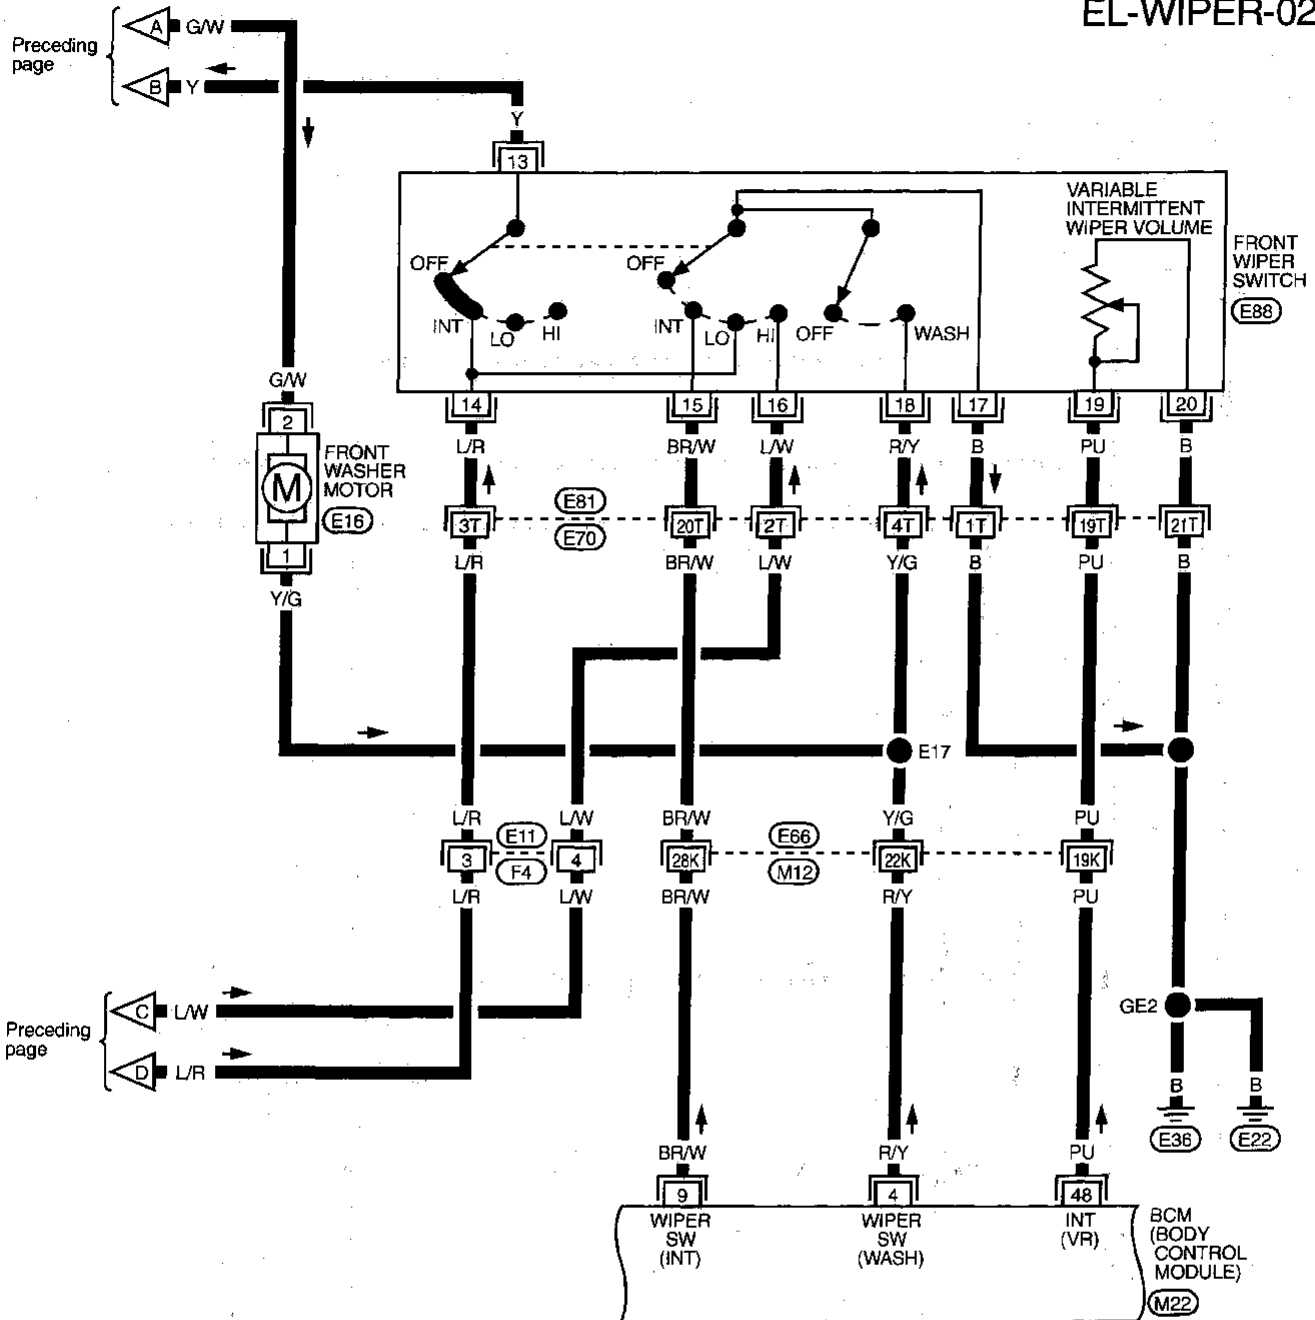 EL-WIPER-02
Preceding
page
A G/W
B Y
Y
13
VARIABLE
INTERMITTENT
WIPER VOLUME
FRONT
WIPER
SWITCH
E88
OFF
INT
LO
HI
OFF
INT
LO
HI
OFF
WASH
G/W
2
M
FRONT
WASHER
MOTOR
E16
1
Y/G
14 15 16 18 17 19 20
L/R BR/W L/W R/Y B PU B
E81
3T 20T 2T 4T 1T 19T 21T
E70
L/R BR/W L/W Y/G B PU B
E17
L/R L/W BR/W Y/G PU
E11 E66
3 4 28K 22K 19K
F4 M12
L/R L/W BR/W R/Y PU
Preceding
page
C L/W
D L/R
GE2
B B
E36 E22
BR/W R/Y PU
9 4 48
WIPER
SW
(INT)
WIPER
SW
(WASH)
INT
(VR)
BCM
(BODY
CONTROL
MODULE)
M22